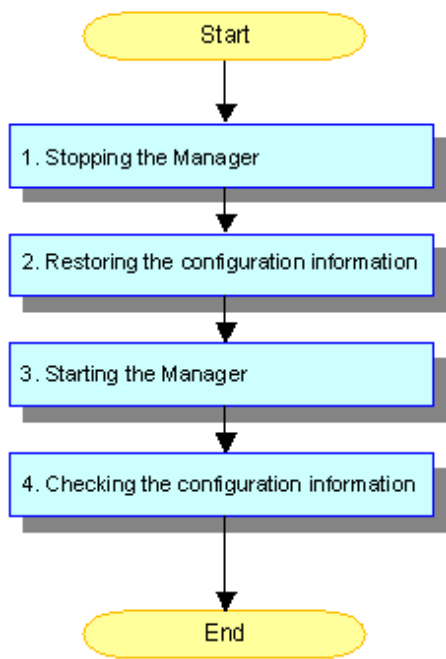 Start
1. Stopping the Manager
2. Restoring the configuration information
3. Starting the Manager
4. Checking the configuration information
End